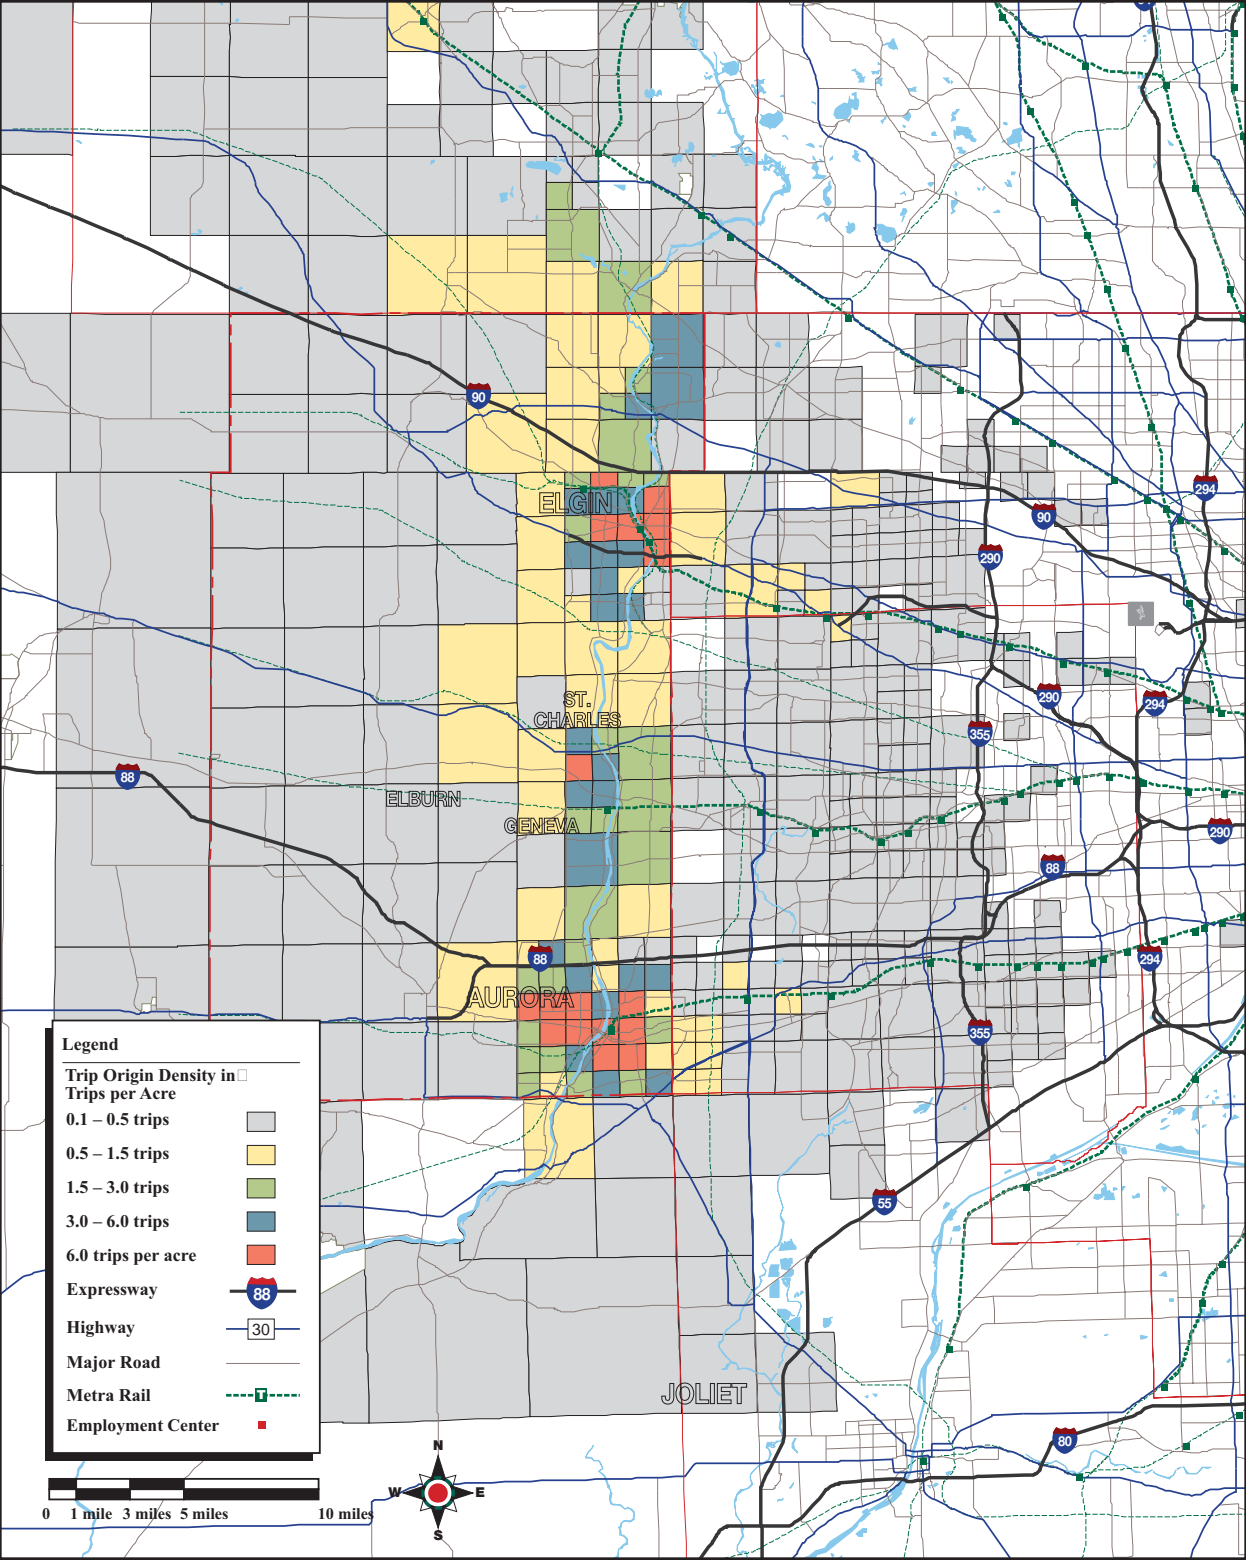 90
294
ELGIN
90
290
ST.
CHARLES
290
294
355
88
ELBURN
GENEVA
290
88
88
294
AURORA
355
Legend
Trip Origin Density in
Trips per Acre
0.1 – 0.5 trips
0.5 – 1.5 trips
1.5 – 3.0 trips
3.0 – 6.0 trips
6.0 trips per acre
Expressway
88
Highway
30
Major Road
Metra Rail
T
Employment Center
55
JOLIET
80
N
W
E
S
0 1 mile 3 miles 5 miles 10 miles